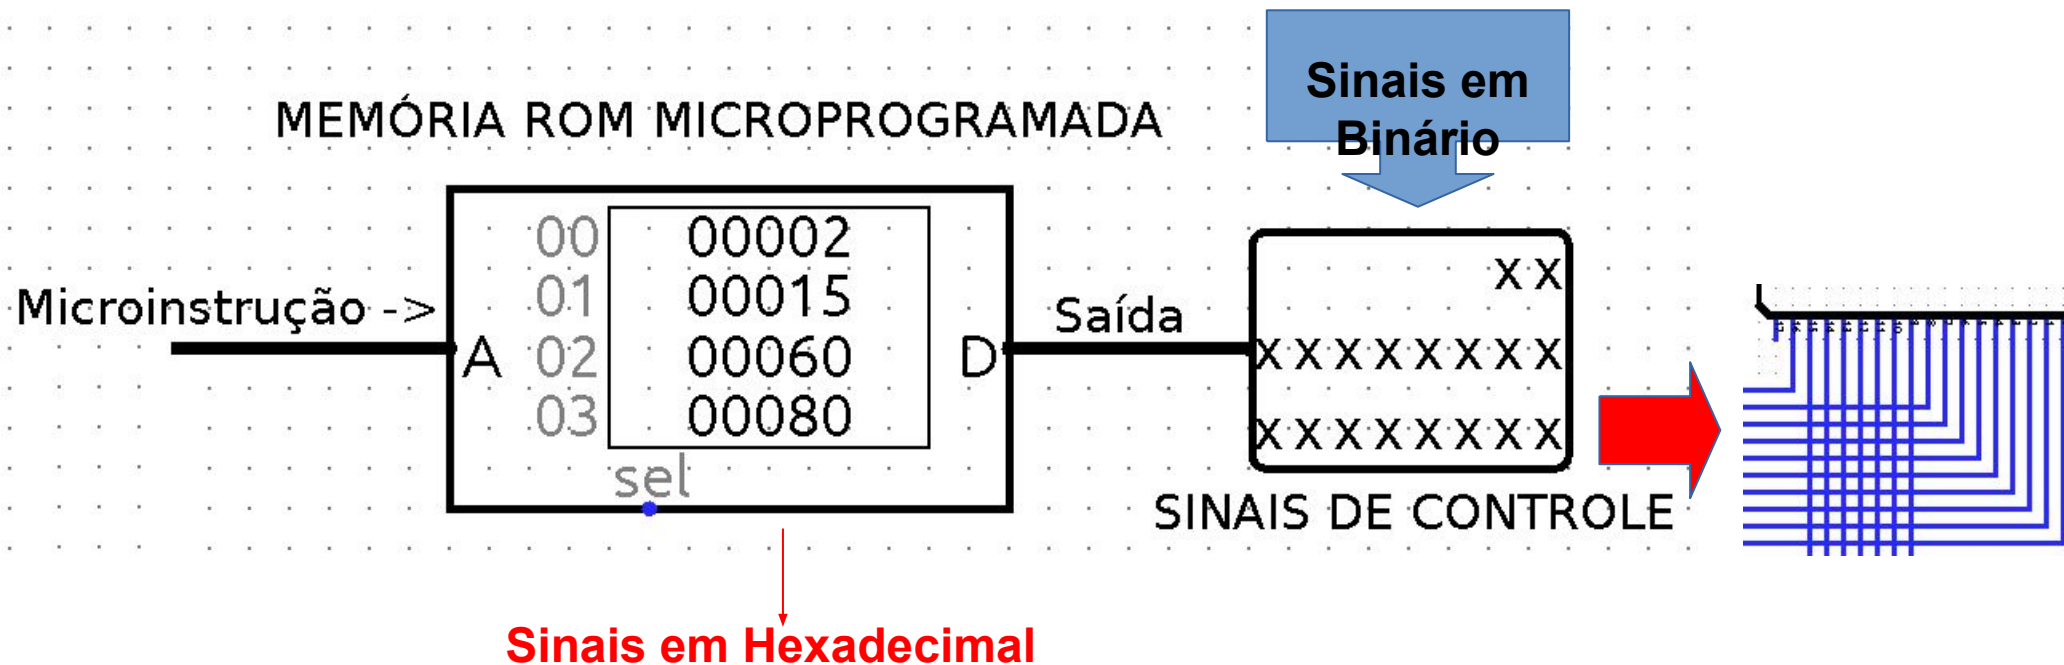 Sinais em
Binário
MEMÓRIA ROM MICROPROGRAMADA
00 00002
01 00015
02 00060
03 00080
Microinstrução ->
A
D
sel
Saída
X X
X X X X X X X X
X X X X X X X X
SINAIS DE CONTROLE
Sinais em Hexadecimal